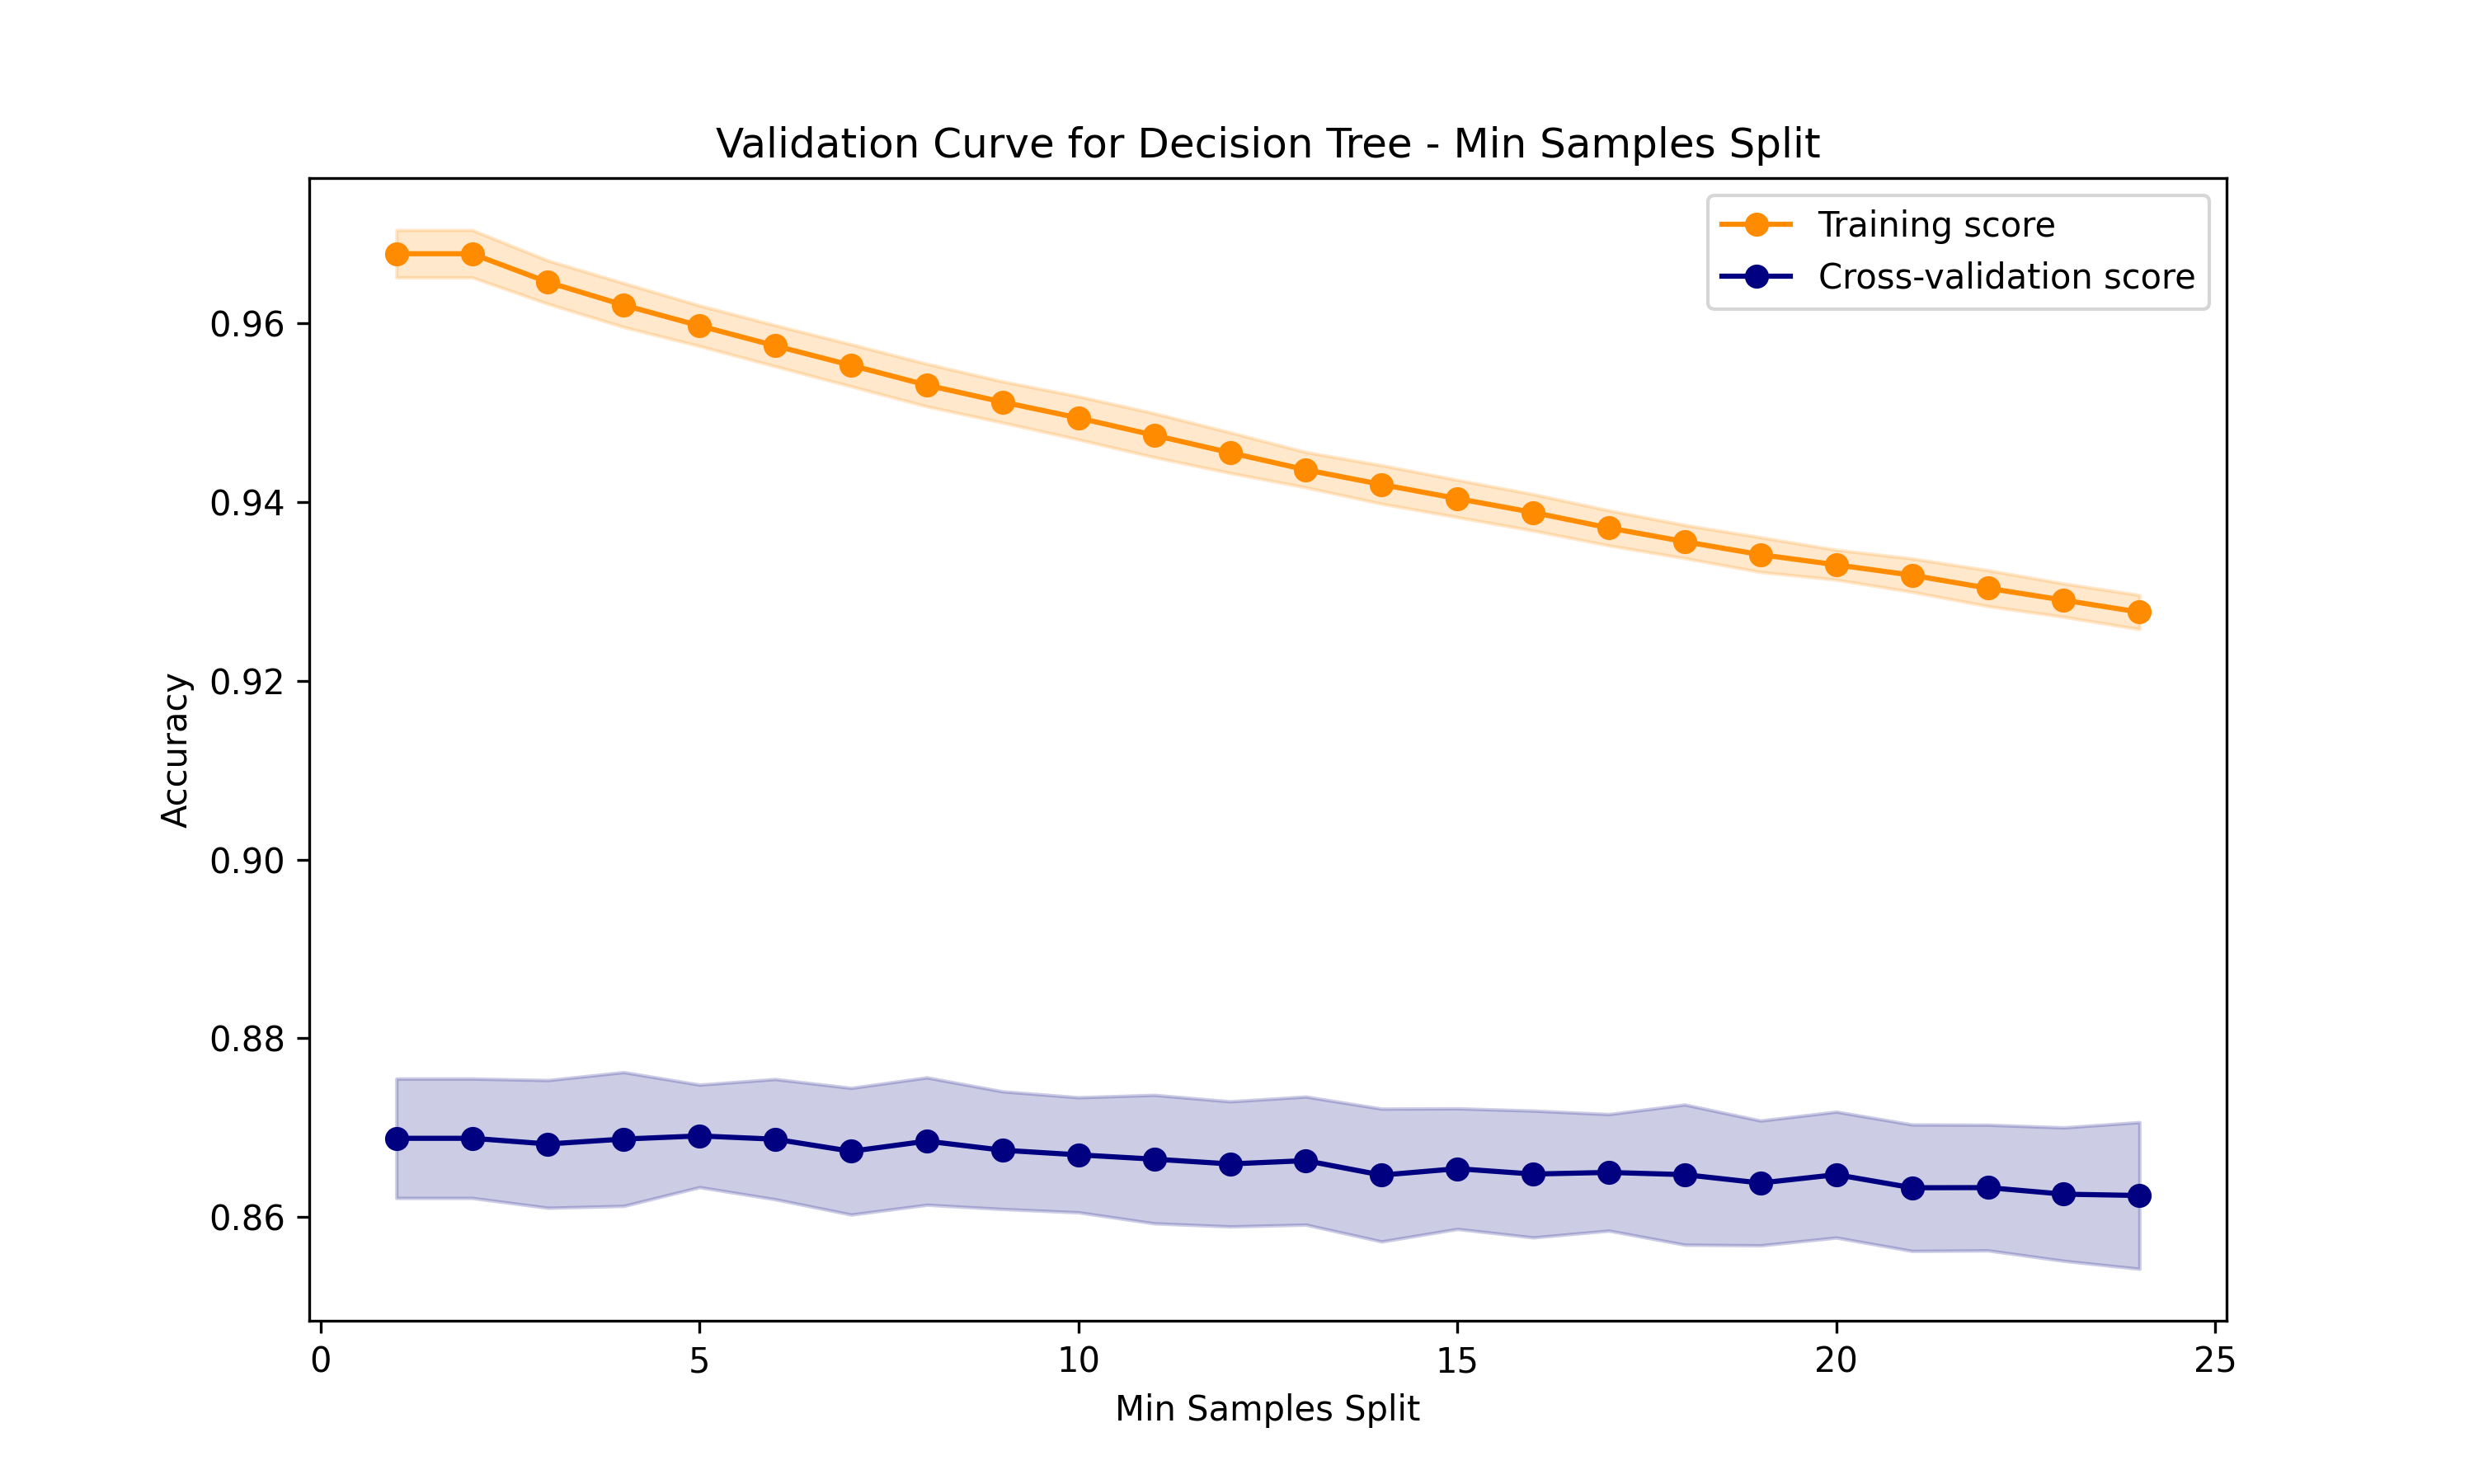 Validation Curve for Decision Tree - Min Samples Split
Training score
Cross-validation score
Accuracy
0.96
0.94
0.92
0.90
0.88
0.86
0 5 10 15 20 25
Min Samples Split